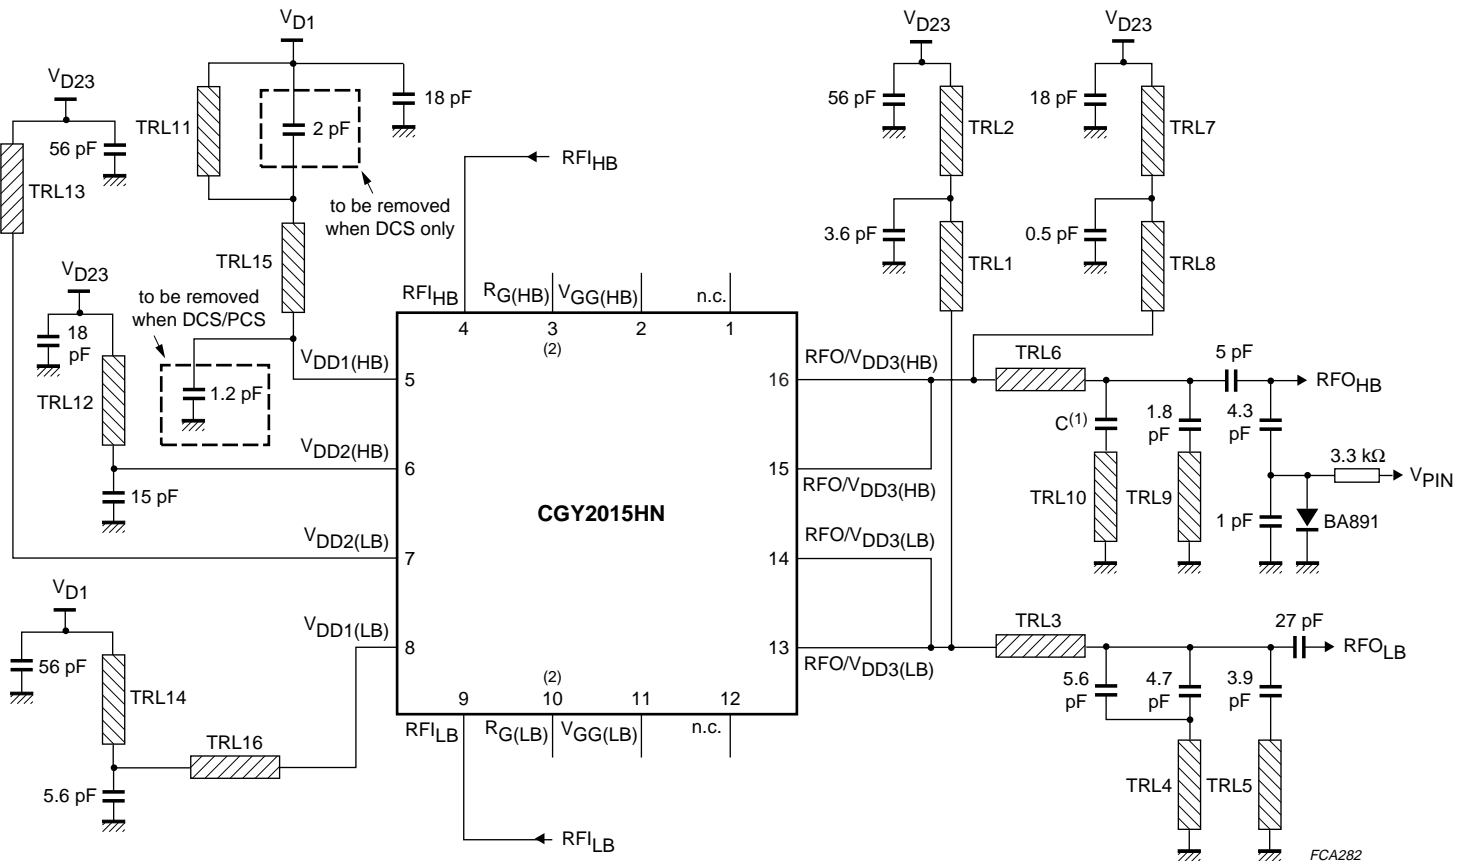 VD1
VD23
VD23
VD23
TRL11
2 pF
18 pF
56 pF
TRL2
18 pF
TRL7
56 pF
TRL13
RFIHB
to be removed
when DCS only
TRL15
3.6 pF
TRL1
0.5 pF
TRL8
VD23
to be removed
when DCS/PCS
18
pF
TRL12
1.2 pF
RFIHB
RG(HB)
VGG(HB)
n.c.
4
3
2
1
(2)
VDD1(HB)
5
RFO/VDD3(HB)
16
TRL6
5 pF
RFOHB
C(1)
1.8
pF
4.3
pF
VDD2(HB)
6
15
RFO/VDD3(HB)
3.3 kΩ
VPIN
15 pF
TRL10
TRL9
1 pF
BA891
CGY2015HN
VDD2(LB)
7
RFO/VDD3(LB)
14
VD1
VDD1(LB)
8
13
RFO/VDD3(LB)
TRL3
27 pF
RFOLB
56 pF
TRL14
5.6
pF
4.7
pF
3.9
pF
(2)
9
10
11
12
RFILB
RG(LB)
VGG(LB)
n.c.
TRL16
5.6 pF
TRL4
TRL5
RFILB
FCA282